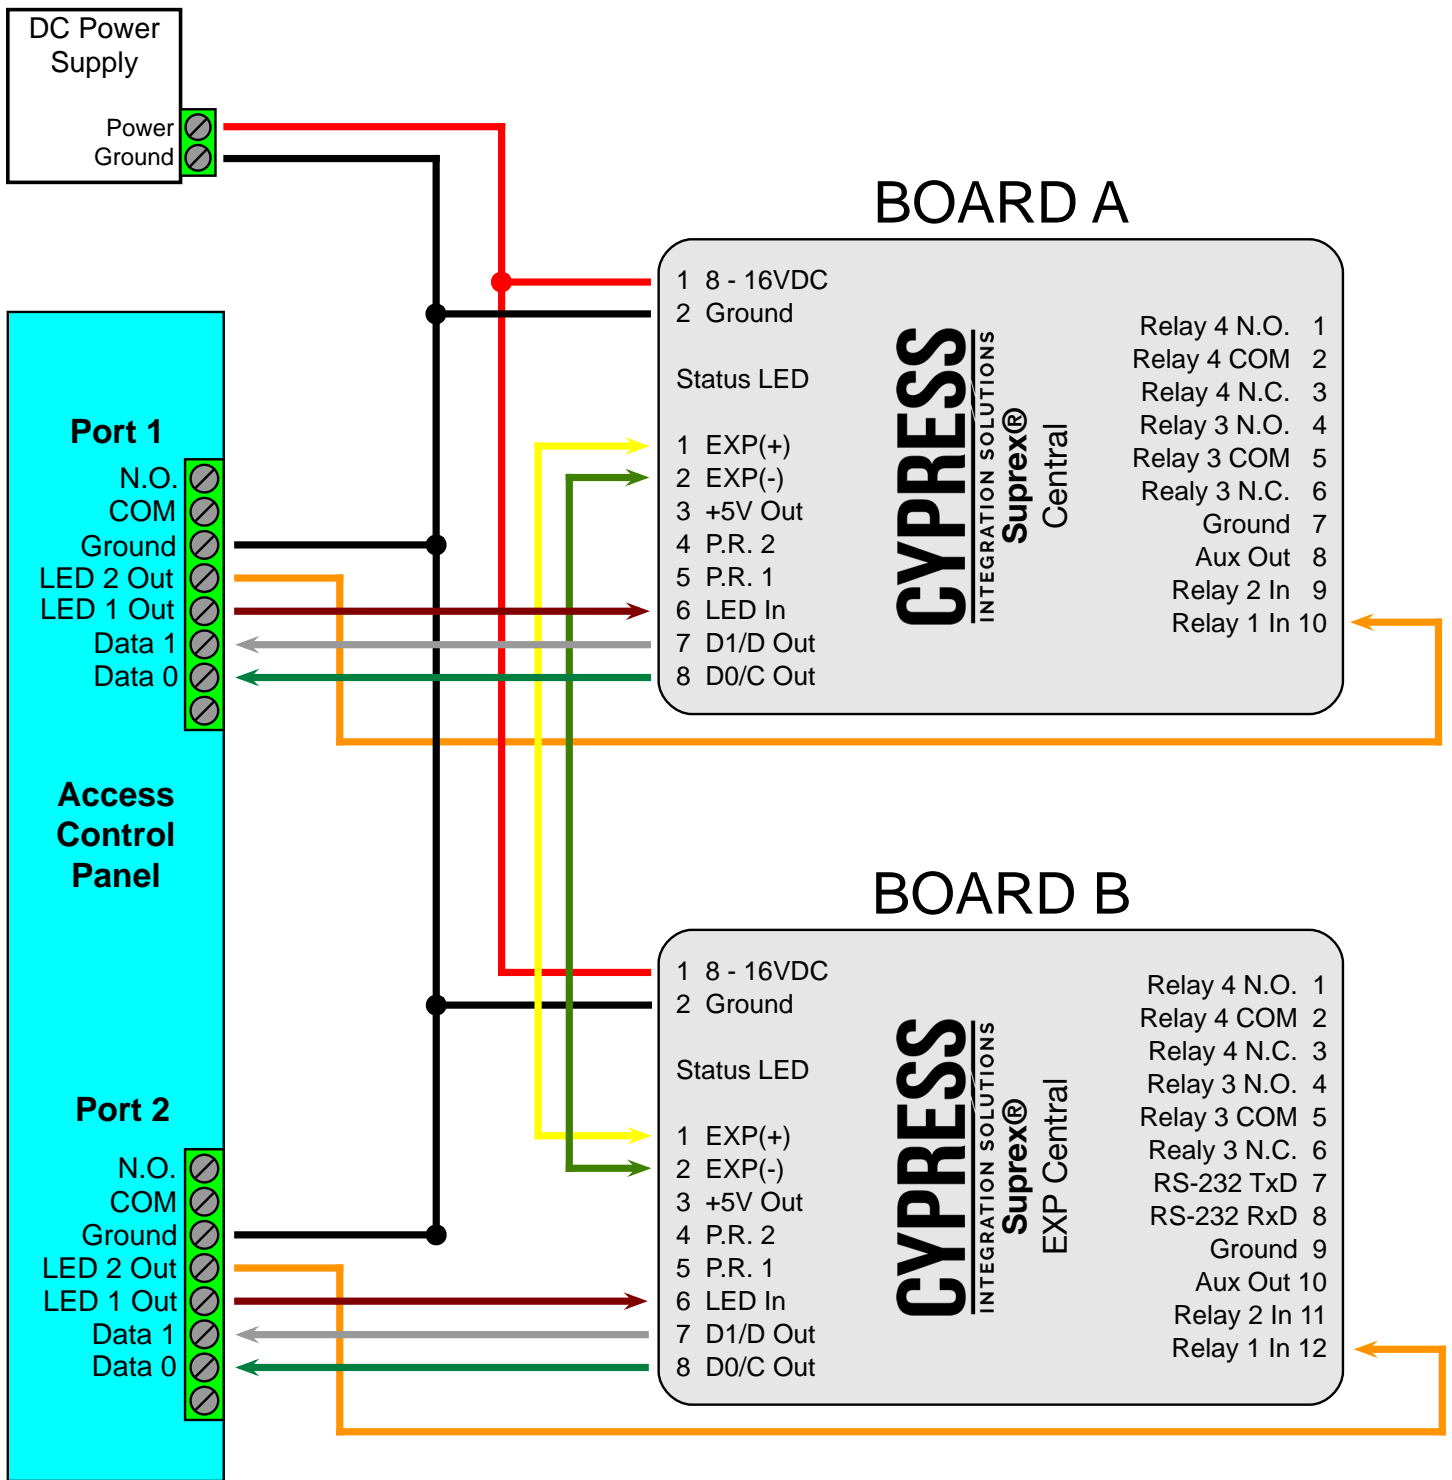 DC Power
Supply
Power
Ground
BOARD A
1 8 - 16VDC
2 Ground
Status LED
1 EXP(+)
2 EXP(-)
3 +5V Out
4 P.R. 2
5 P.R. 1
6 LED In
7 D1/D Out
8 D0/C Out
CYPRESS
INTEGRATION SOLUTIONS
Suprex®
Central
Relay 4 N.O. 1
Relay 4 COM 2
Relay 4 N.C. 3
Relay 3 N.O. 4
Relay 3 COM 5
Realy 3 N.C. 6
Ground 7
Aux Out 8
Relay 2 In 9
Relay 1 In 10
Port 1
N.O.
COM
Ground
LED 2 Out
LED 1 Out
Data 1
Data 0
Access
Control
Panel
BOARD B
1 8 - 16VDC
2 Ground
Status LED
1 EXP(+)
2 EXP(-)
3 +5V Out
4 P.R. 2
5 P.R. 1
6 LED In
7 D1/D Out
8 D0/C Out
CYPRESS
INTEGRATION SOLUTIONS
Suprex®
EXP Central
Relay 4 N.O. 1
Relay 4 COM 2
Relay 4 N.C. 3
Relay 3 N.O. 4
Relay 3 COM 5
Realy 3 N.C. 6
RS-232 TxD 7
RS-232 RxD 8
Ground 9
Aux Out 10
Relay 2 In 11
Relay 1 In 12
Port 2
N.O.
COM
Ground
LED 2 Out
LED 1 Out
Data 1
Data 0